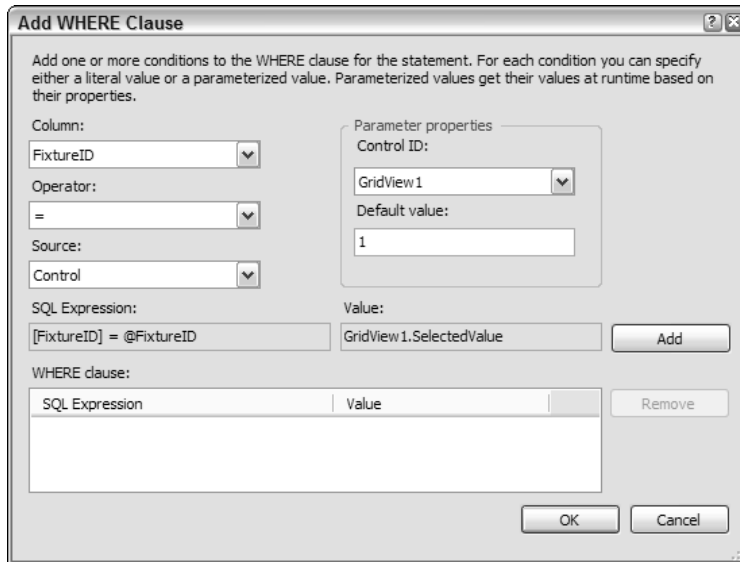 Add WHERE Clause
Add one or more conditions to the WHERE clause for the statement. For each condition you can specify
either a literal value or a parameterized value. Parameterized values get their values at runtime based on
their properties.
Column:
FixtureID
Operator:
=
Source:
Control
Parameter properties
Control ID:
GridView1
Default value:
1
SQL Expression:
[FixtureID] = @FixtureID
Value:
GridView1.SelectedValue
Add
WHERE clause:
SQL Expression
Value
Remove
OK
Cancel